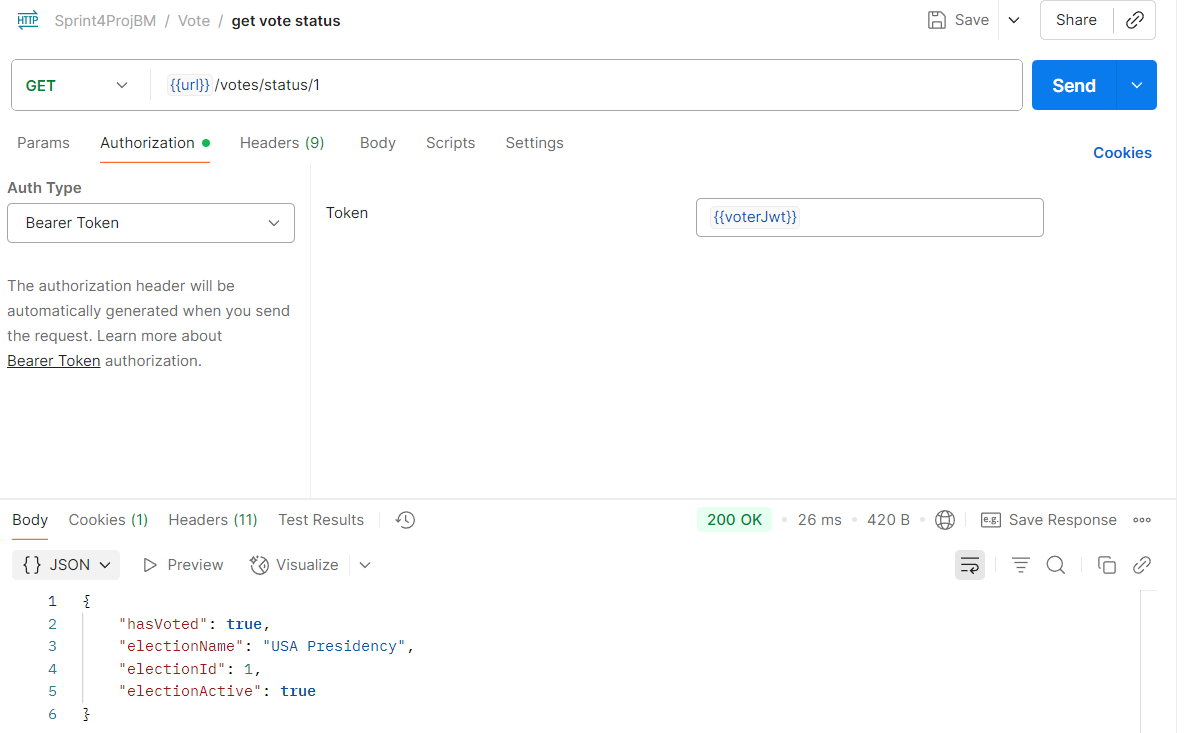 HTTP Sprint4ProjBM / Vote / get vote status Save Share
GET {{url}}/votes/status/1 Send
Params Authorization Headers (9) Body Scripts Settings Cookies
Auth Type
Bearer Token
Token {{voterJwt}}
The authorization header will be
automatically generated when you send
the request. Learn more about
Bearer Token authorization.
Body Cookies (1) Headers (11) Test Results 200 OK • 26 ms • 420 B • e.g. Save Response
{} JSON Preview Visualize
1 {
2 "hasVoted": true,
3 "electionName": "USA Presidency",
4 "electionId": 1,
5 "electionActive": true
6 }